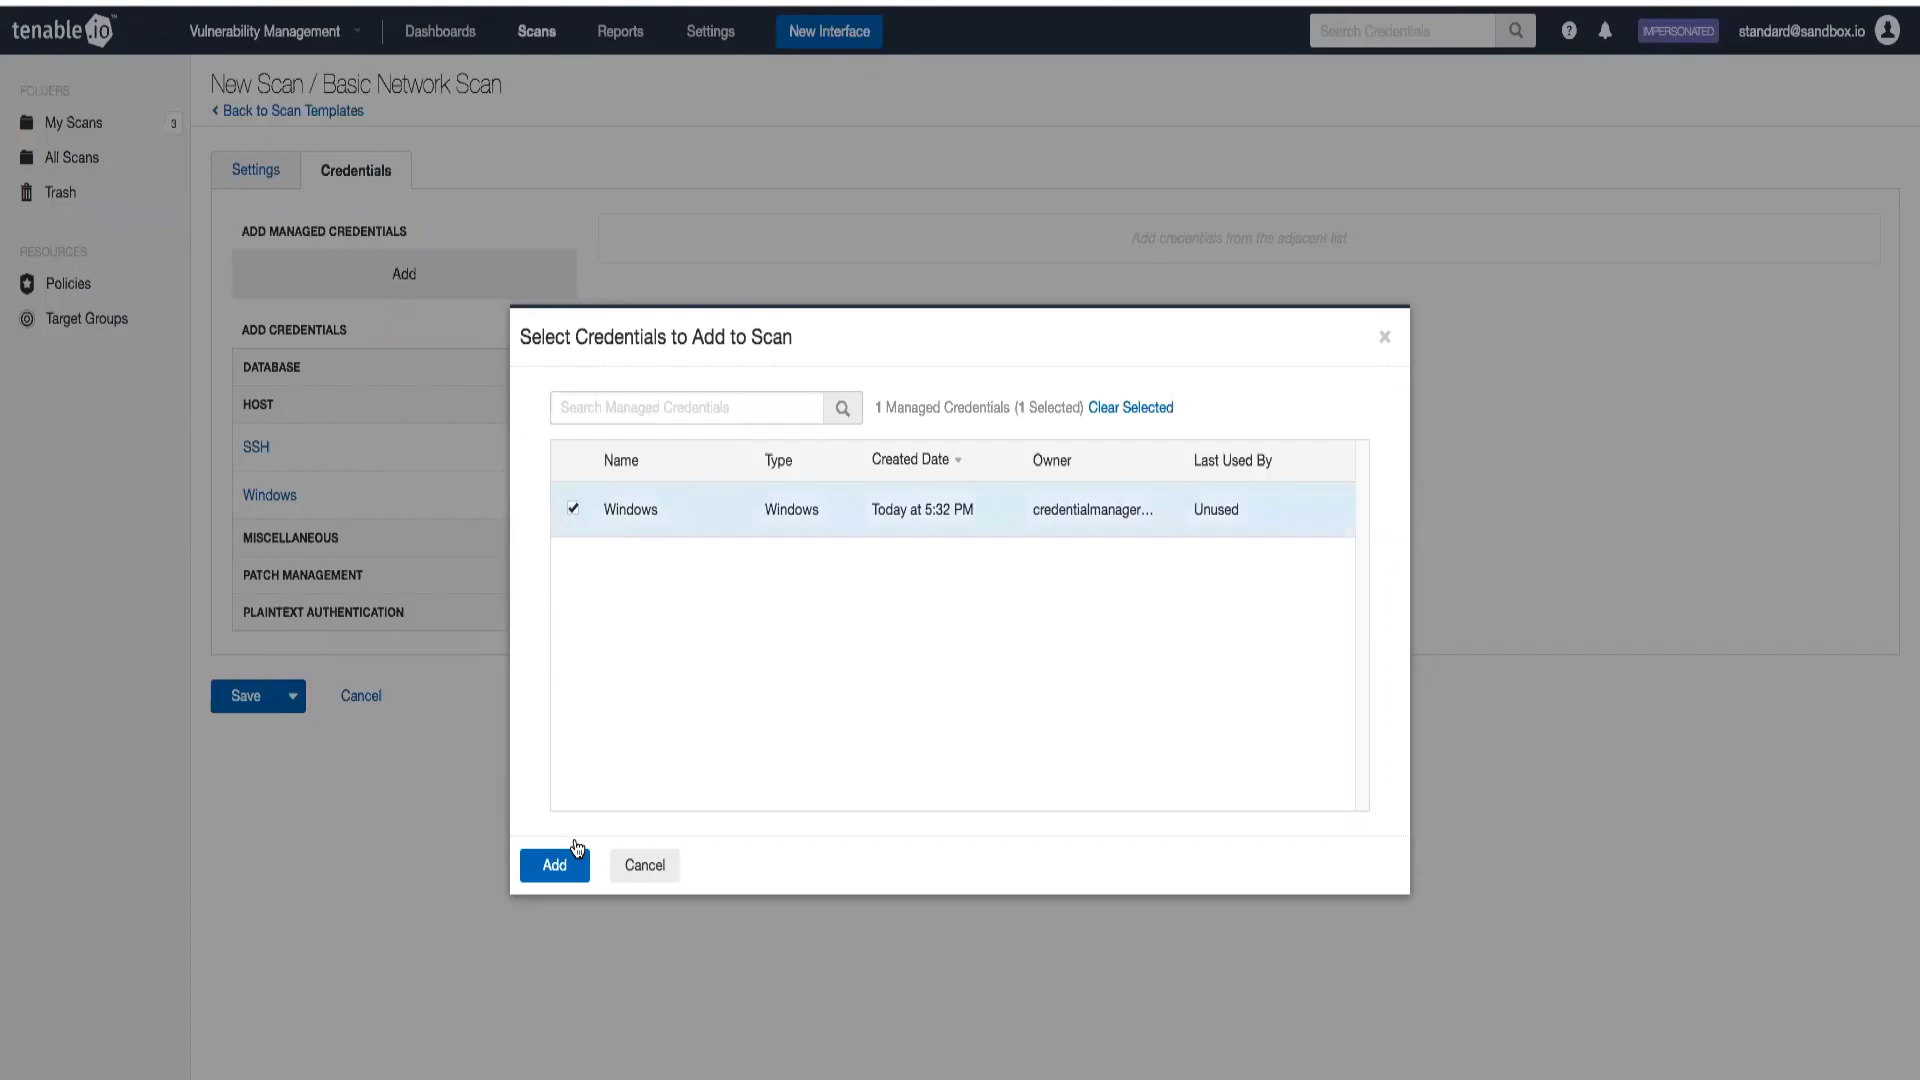 tenable.io™ Vulnerability Management Dashboards Scans Reports Settings New Interface Search Credentials IMPERSONATED standard@sandbox.io
New Scan / Basic Network Scan
Back to Scan Templates
FOLDERS
My Scans 3
All Scans
Trash
RESOURCES
Policies
Target Groups
Settings Credentials
ADD MANAGED CREDENTIALS
Add
Add credentials from the adjacent list
ADD CREDENTIALS
DATABASE
HOST
SSH
Windows
MISCELLANEOUS
PATCH MANAGEMENT
PLAINTEXT AUTHENTICATION
Save Cancel
Select Credentials to Add to Scan ×
Search Managed Credentials 1 Managed Credentials (1 Selected) Clear Selected
Name Type Created Date Owner Last Used By
Windows Windows Today at 5:32 PM credentialmanager... Unused
Add Cancel